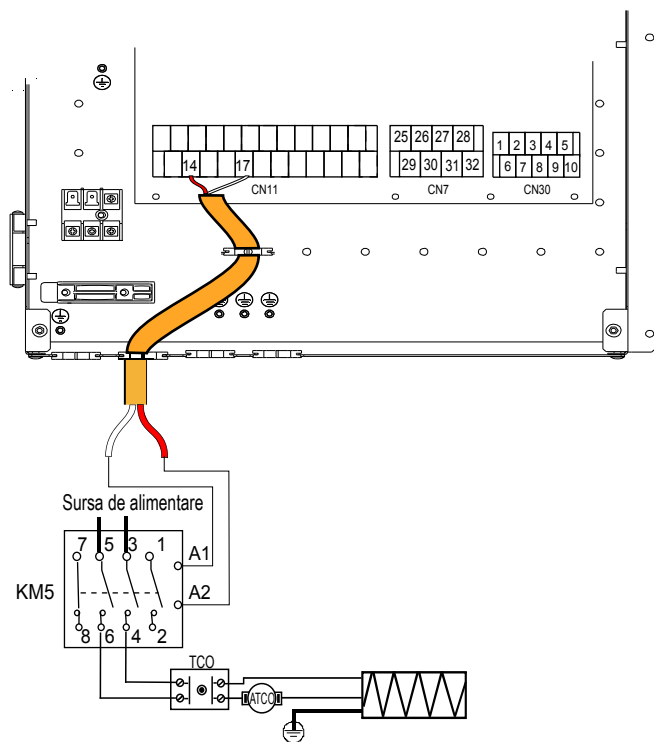 25 26 27 28
1 2 3 4 5
14 17
29 30 31 32
6 7 8 9 10
CN11 CN7 CN30
Sursa de alimentare
7 5 3 1
A1
KM5
A2
8 6 4 2
TCO
ATCO